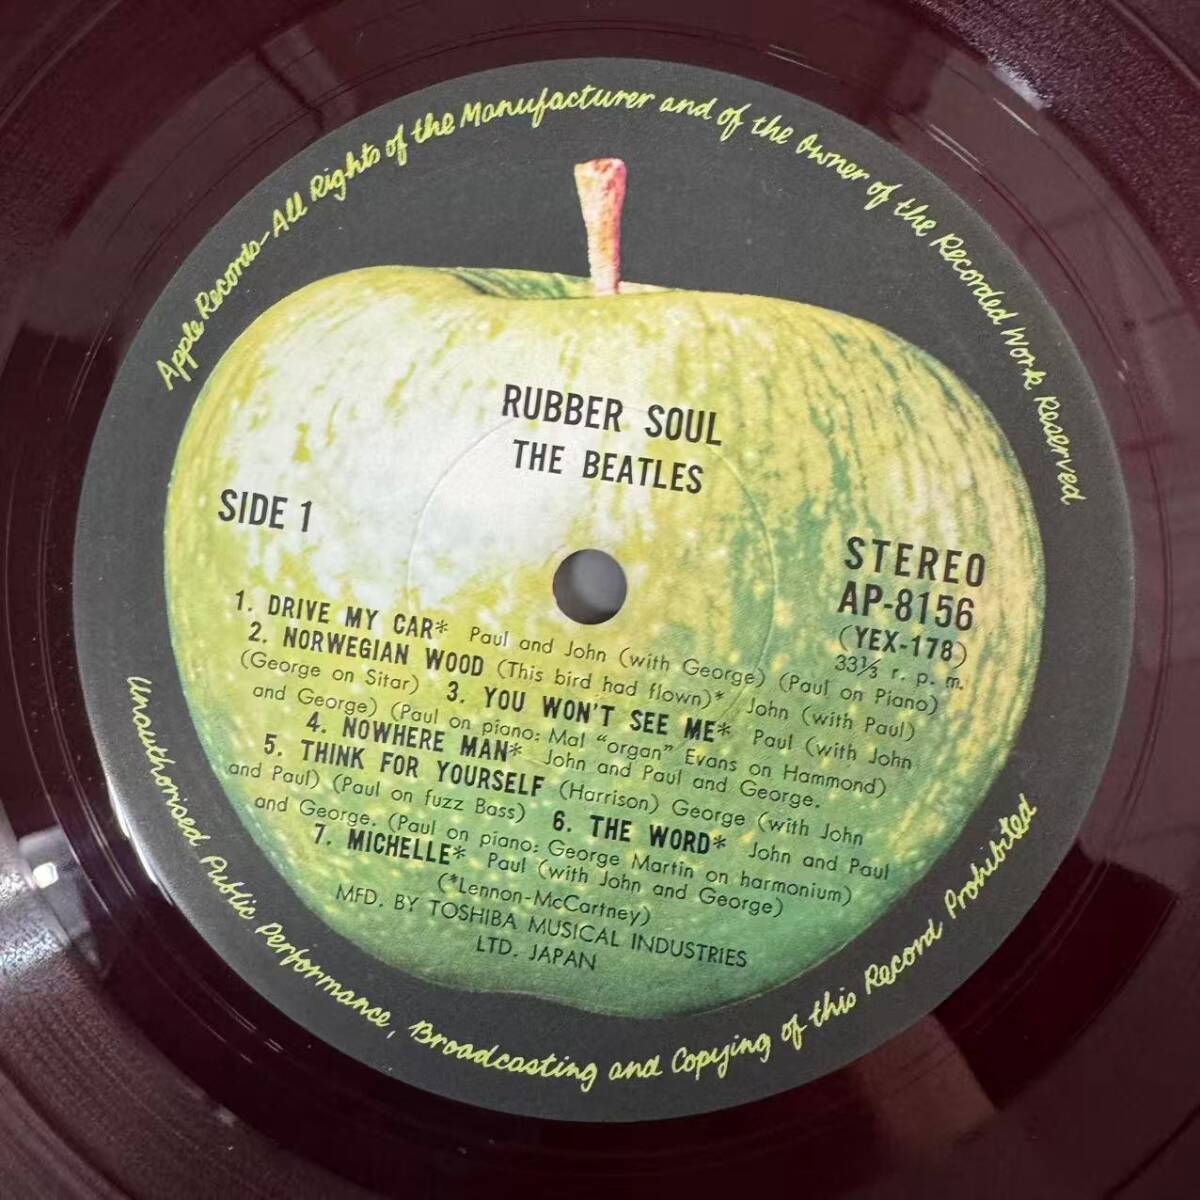 Apple Records-All Rights of the Manufacturer and of the Owner of the Recorded Work Reserved
RUBBER SOUL
THE BEATLES
SIDE 1
STEREO
AP-8156
(YEX-178)
33⅓ r. p. m.
1. DRIVE MY CAR* Paul and John (with George) (Paul on Piano)
2. NORWEGIAN WOOD (This bird had flown)* John (with Paul)
(George on Sitar) 3. YOU WON'T SEE ME* Paul (with John
and George) (Paul on piano: Mal "organ" Evans on Hammond)
4. NOWHERE MAN* John and Paul and George.
5. THINK FOR YOURSELF (Harrison) George (with John
and Paul) (Paul on fuzz Bass) 6. THE WORD* John and Paul
and George. (Paul on piano: George Martin on harmonium)
7. MICHELLE* Paul (with John and George)
(*Lennon-McCartney)
MFD. BY TOSHIBA MUSICAL INDUSTRIES
LTD. JAPAN
Unauthorised Public Performance, Broadcasting and Copying of this Record Prohibited